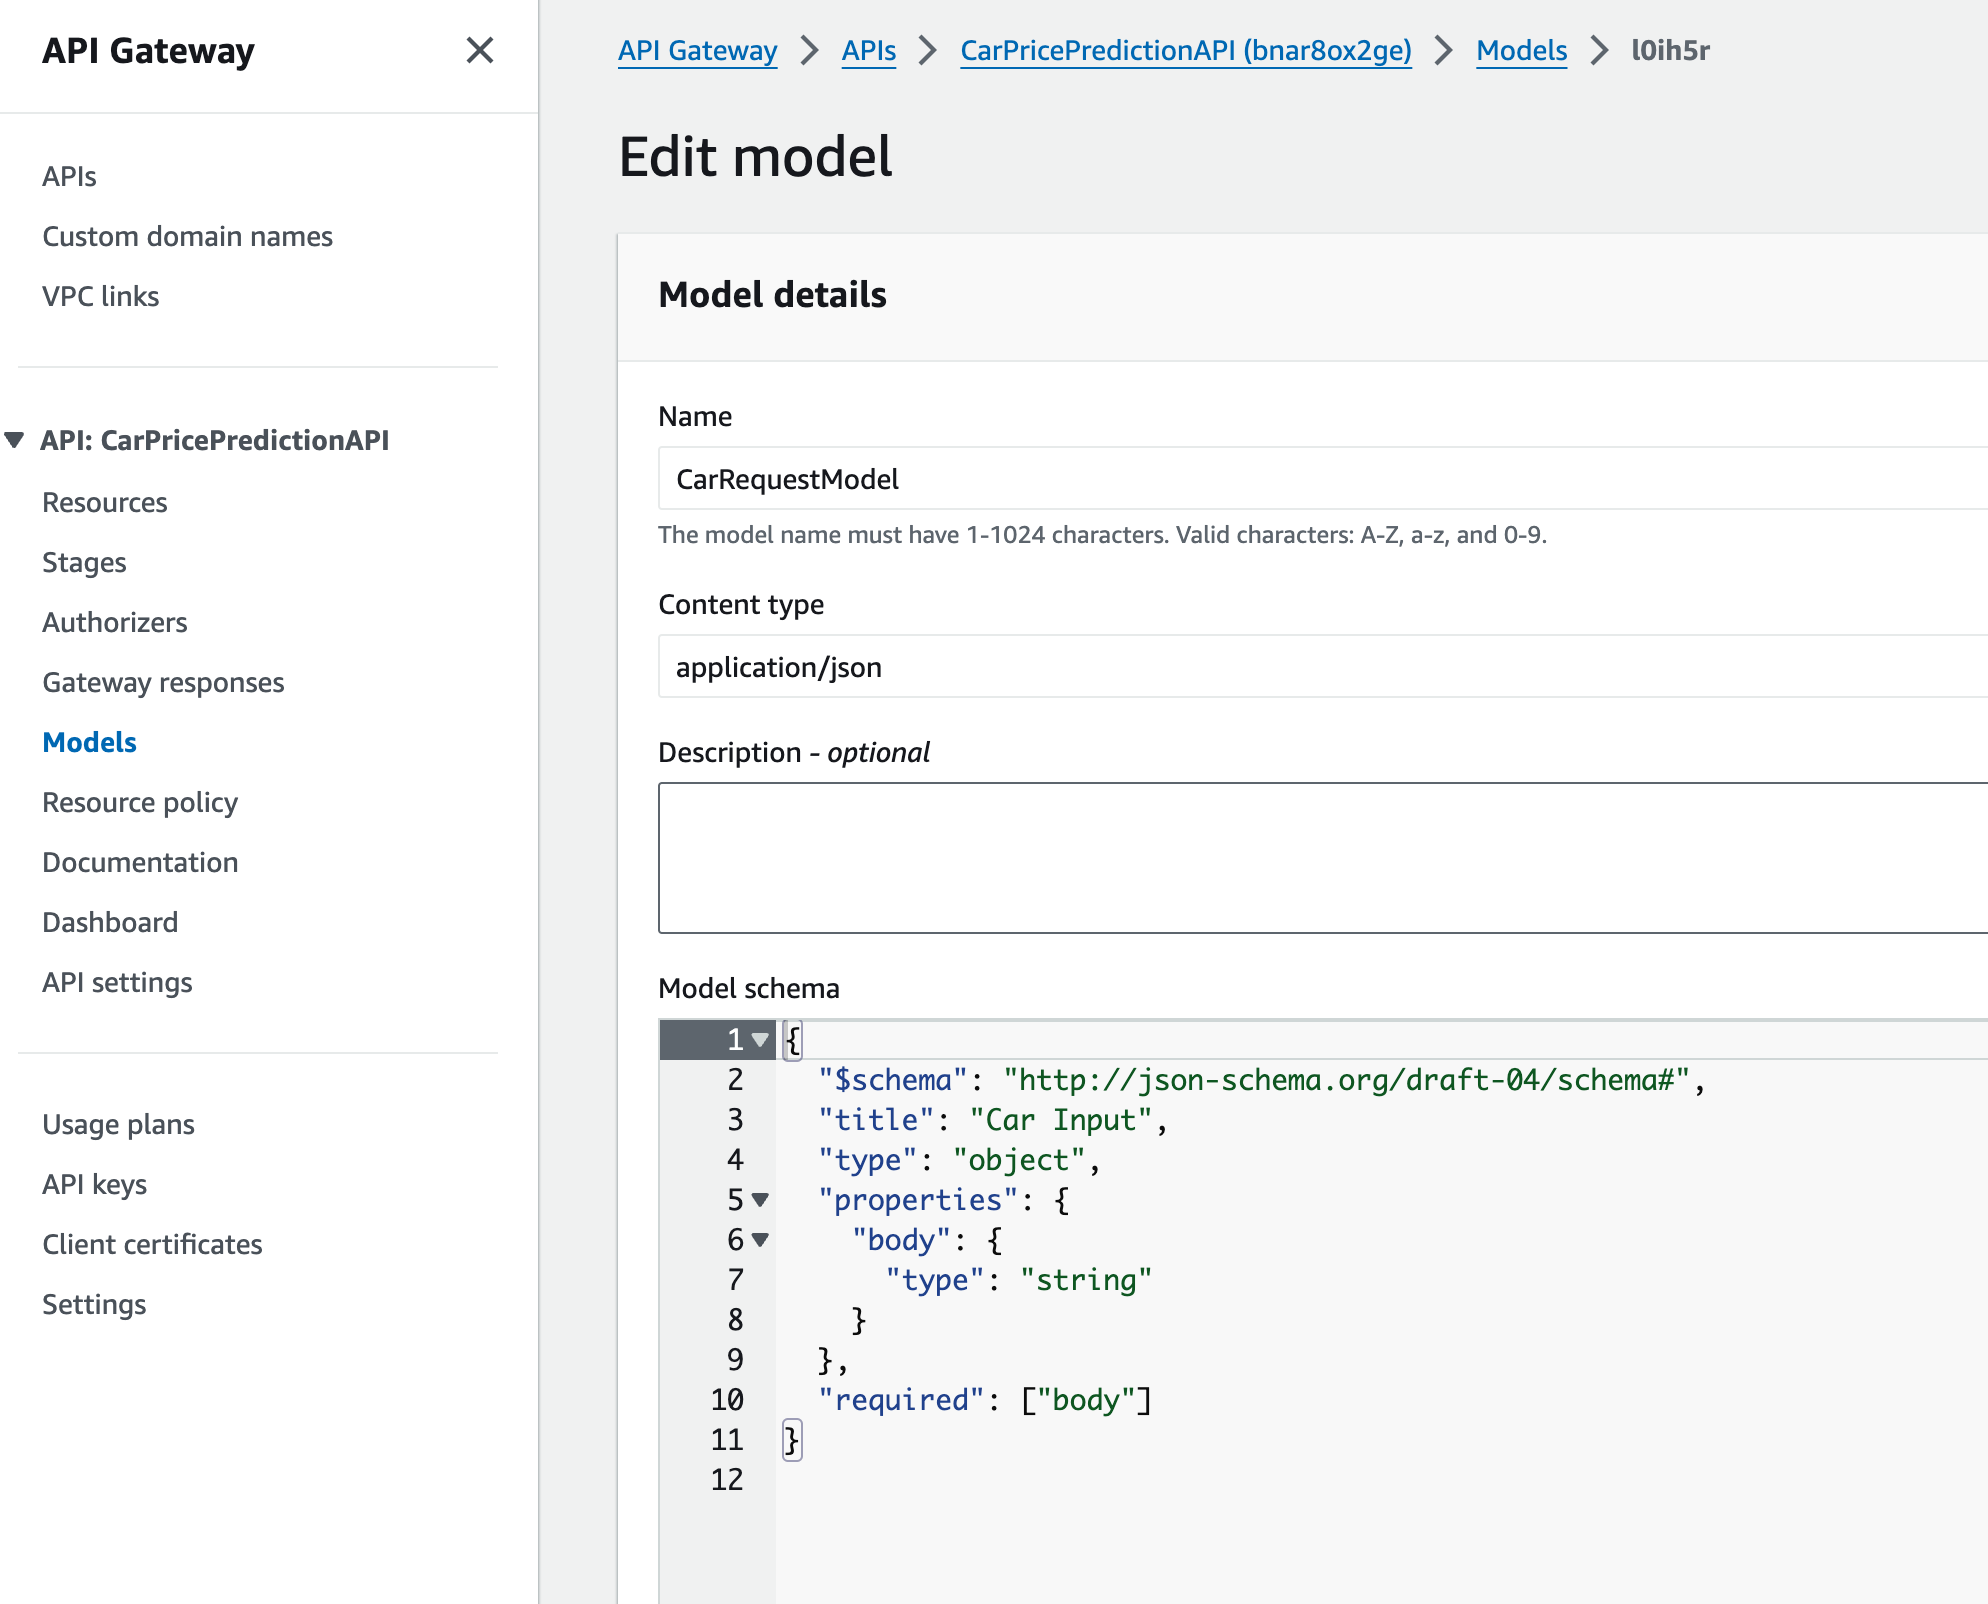 API Gateway
APIs
Custom domain names
VPC links
API: CarPricePredictionAPI
Resources
Stages
Authorizers
Gateway responses
Models
Resource policy
Documentation
Dashboard
API settings
Usage plans
API keys
Client certificates
Settings
API Gateway > APIs > CarPricePredictionAPI (bnar8ox2ge) > Models > l0ih5r
Edit model
Model details
Name
CarRequestModel
The model name must have 1-1024 characters. Valid characters: A-Z, a-z, and 0-9.
Content type
application/json
Description - optional
Model schema
1 {
2 "$schema": "http://json-schema.org/draft-04/schema#",
3 "title": "Car Input",
4 "type": "object",
5 "properties": {
6 "body": {
7 "type": "string"
8 }
9 },
10 "required": ["body"]
11 }
12